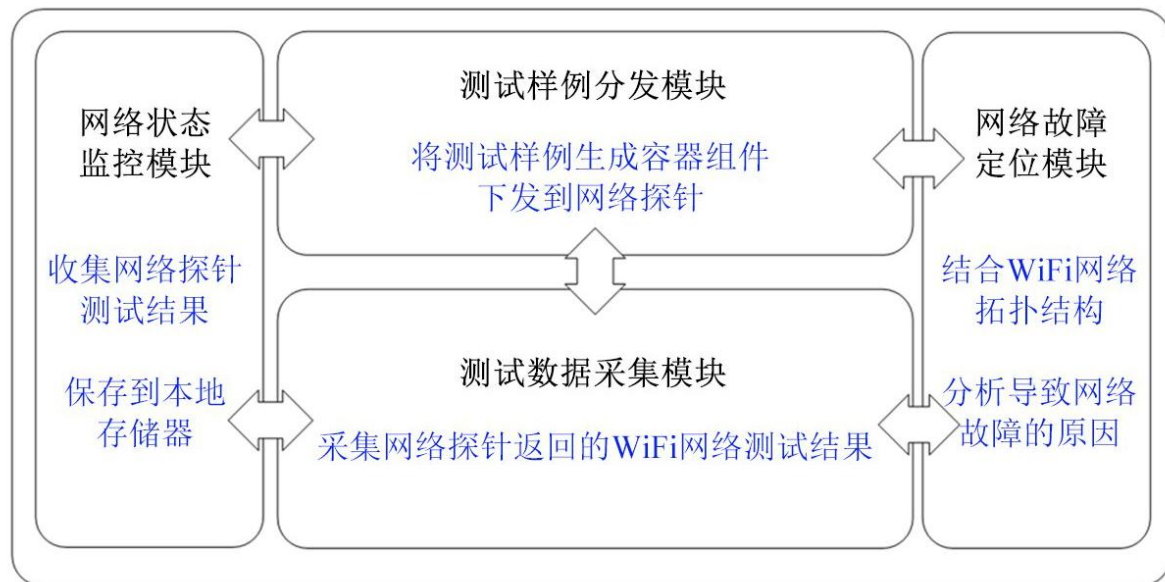 网络状态
监控模块
收集网络探针
测试结果
保存到本地
存储器
测试样例分发模块
将测试样例生成容器组件
下发到网络探针
测试数据采集模块
采集网络探针返回的WiFi网络测试结果
网络故障
定位模块
结合WiFi网络
拓扑结构
分析导致网络
故障的原因